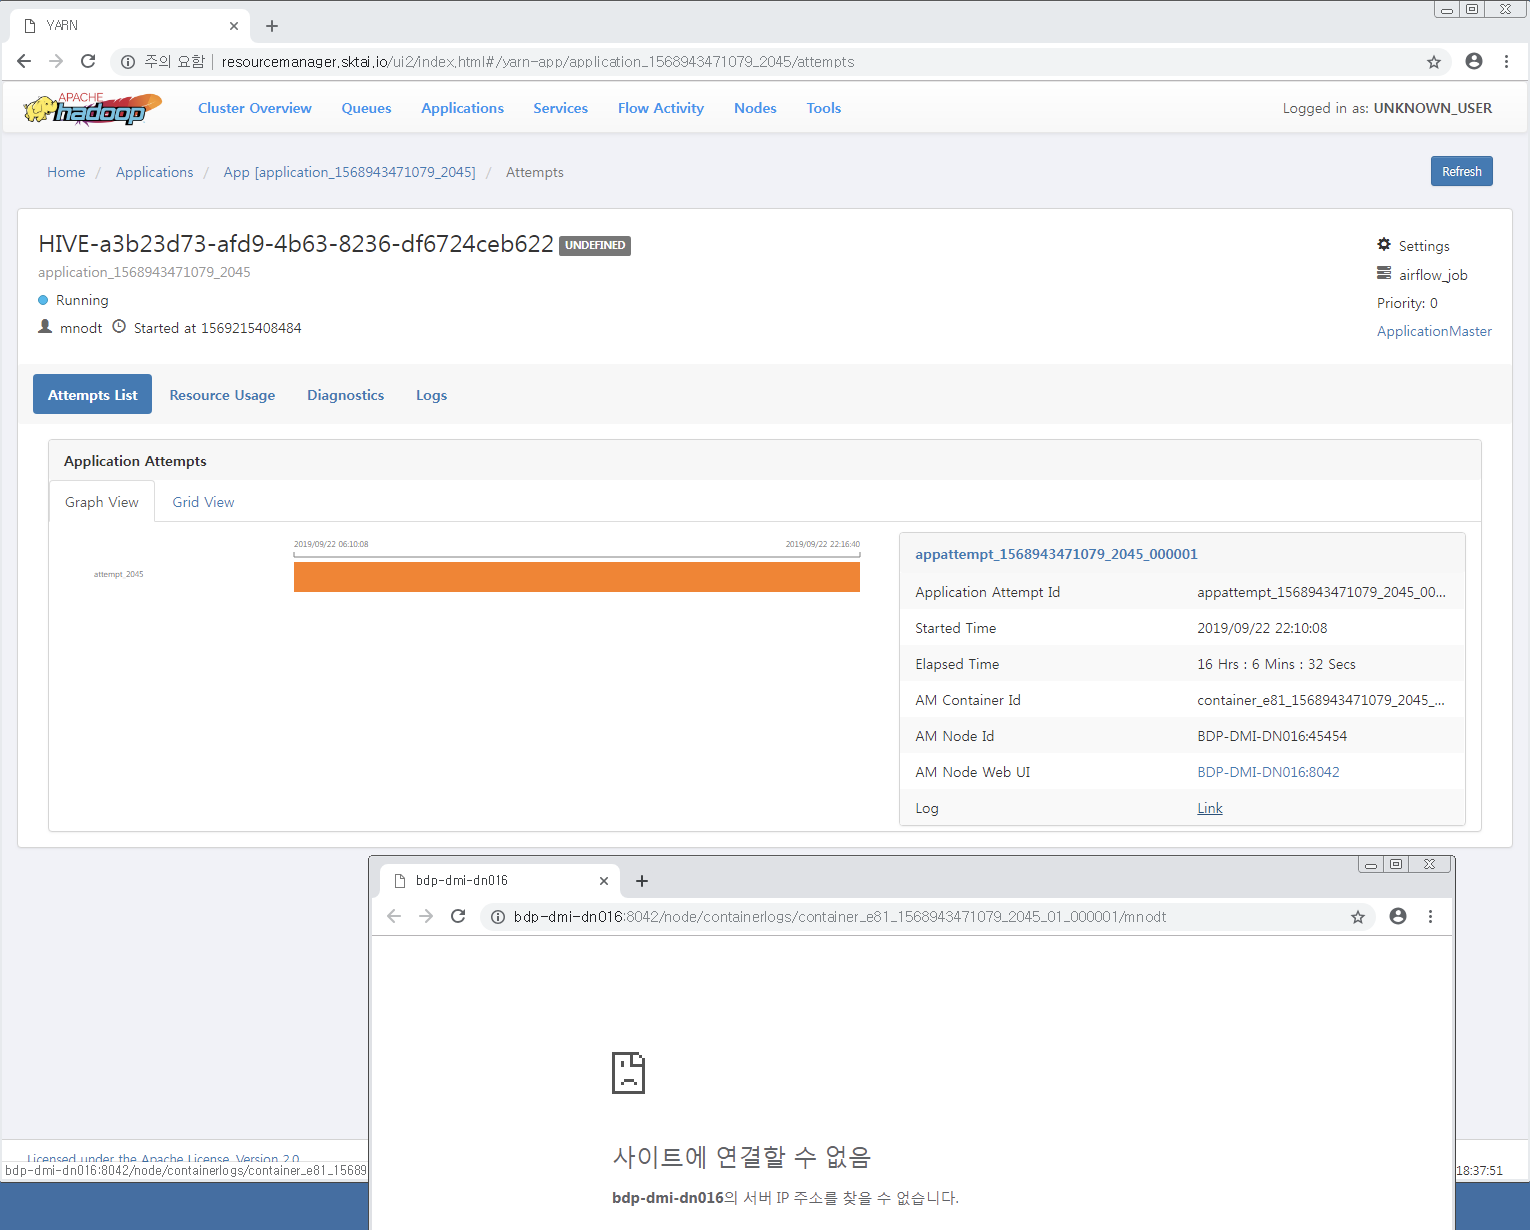 YARN
주의 요함 | resourcemanager.sktai.io/ui2/index.html#/yarn-app/application_1568943471079_2045/attempts
APACHE
hadoop
Cluster Overview Queues Applications Services Flow Activity Nodes Tools
Logged in as: UNKNOWN_USER
Home / Applications / App [application_1568943471079_2045] / Attempts
Refresh
HIVE-a3b23d73-afd9-4b63-8236-df6724ceb622 UNDEFINED
application_1568943471079_2045
Running
mnodt Started at 1569215408484
Settings
airflow_job
Priority: 0
ApplicationMaster
Attempts List Resource Usage Diagnostics Logs
Application Attempts
Graph View Grid View
2019/09/22 06:10:08 2019/09/22 22:16:40
attempt_2045
appattempt_1568943471079_2045_000001
Application Attempt Id appattempt_1568943471079_2045_00...
Started Time 2019/09/22 22:10:08
Elapsed Time 16 Hrs : 6 Mins : 32 Secs
AM Container Id container_e81_1568943471079_2045_...
AM Node Id BDP-DMI-DN016:45454
AM Node Web UI BDP-DMI-DN016:8042
Log Link
bdp-dmi-dn016
bdp-dmi-dn016:8042/node/containerlogs/container_e81_1568943471079_2045_01_000001/mnodt
사이트에 연결할 수 없음
bdp-dmi-dn016의 서버 IP 주소를 찾을 수 없습니다.
Licensed under the Apache License, Version 2.0.
bdp-dmi-dn016:8042/node/containerlogs/container_e81_15689
18:37:51